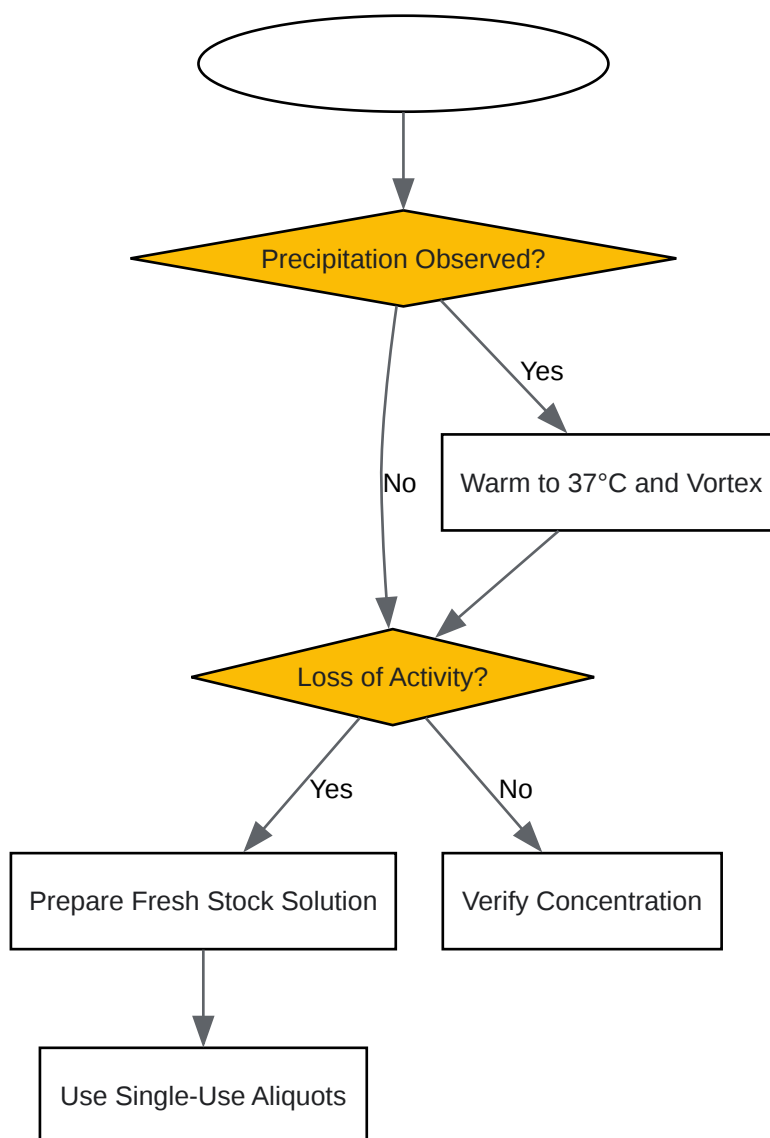 Precipitation Observed?
Yes
Warm to 37°C and Vortex
No
Loss of Activity?
Yes
No
Prepare Fresh Stock Solution
Verify Concentration
Use Single-Use Aliquots